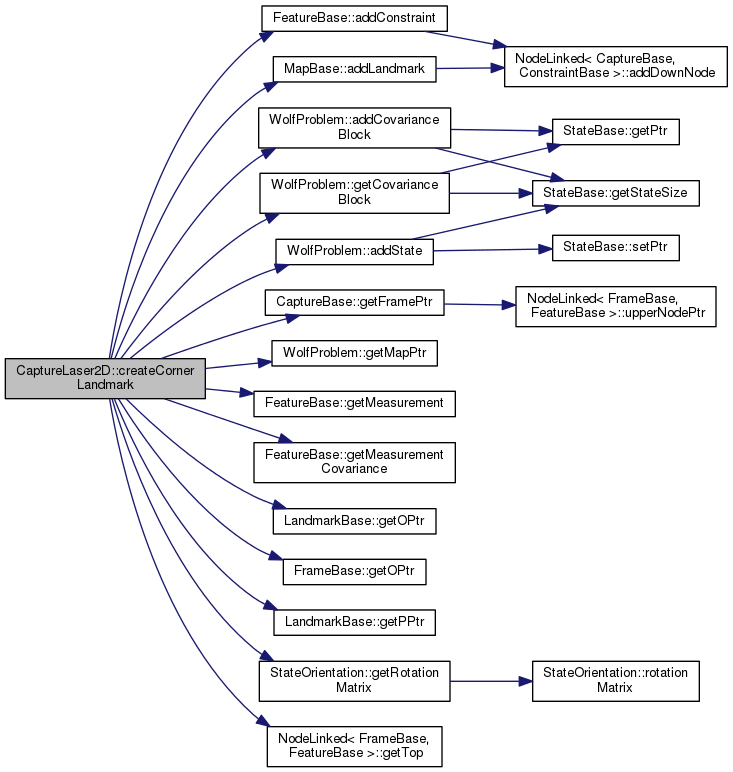 FeatureBase::addConstraint
MapBase::addLandmark
NodeLinked< CaptureBase,
ConstraintBase >::addDownNode
WolfProblem::addCovariance
Block
StateBase::getPtr
WolfProblem::getCovariance
Block
StateBase::getStateSize
WolfProblem::addState
StateBase::setPtr
CaptureBase::getFramePtr
NodeLinked< FrameBase,
FeatureBase >::upperNodePtr
WolfProblem::getMapPtr
CaptureLaser2D::createCorner
Landmark
FeatureBase::getMeasurement
FeatureBase::getMeasurement
Covariance
LandmarkBase::getOPtr
FrameBase::getOPtr
LandmarkBase::getPPtr
StateOrientation::getRotation
Matrix
StateOrientation::rotation
Matrix
NodeLinked< FrameBase,
FeatureBase >::getTop